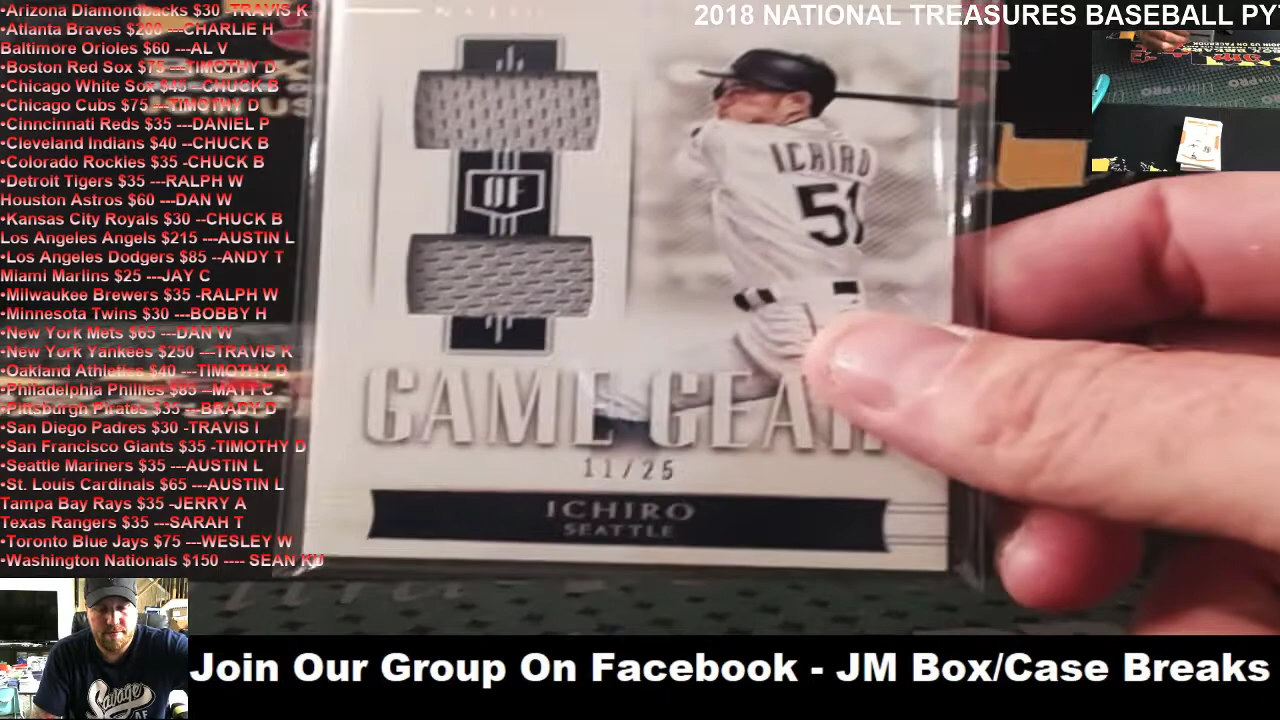 2018 NATIONAL TREASURES BASEBALL PY
•Arizona Diamondbacks $30 -TRAVIS K
•Atlanta Braves $200 ---CHARLIE H
Baltimore Orioles $60 ---AL V
•Boston Red Sox $75 ---TIMOTHY D
•Chicago White Sox $45 --CHUCK B
•Chicago Cubs $75 ---TIMOTHY D
•Cinncinnati Reds $35 ---DANIEL P
•Cleveland Indians $40 --CHUCK B
•Colorado Rockies $35 -CHUCK B
•Detroit Tigers $35 ---RALPH W
Houston Astros $60 ---DAN W
•Kansas City Royals $30 --CHUCK B
Los Angeles Angels $215 ---AUSTIN L
•Los Angeles Dodgers $85 --ANDY T
Miami Marlins $25 ---JAY C
•Milwaukee Brewers $35 -RALPH W
•Minnesota Twins $30 ---BOBBY H
•New York Mets $65 ---DAN W
•New York Yankees $250 ---TRAVIS K
•Oakland Athletics $40 ---TIMOTHY D
•Philadelphia Phillies $85 --MATT C
•Pittsburgh Pirates $35 ---BRADY D
•San Diego Padres $30 -TRAVIS I
•San Francisco Giants $35 -TIMOTHY D
•Seattle Mariners $35 ---AUSTIN L
•St. Louis Cardinals $65 ---AUSTIN L
Tampa Bay Rays $35 -JERRY A
Texas Rangers $35 ---SARAH T
•Toronto Blue Jays $75 ---WESLEY W
•Washington Nationals $150 ---- SEAN KU
ICHIRO
51
OF
GAME GEAR
11/25
ICHIRO
SEATTLE
Savage
AF
Join Our Group On Facebook - JM Box/Case Breaks